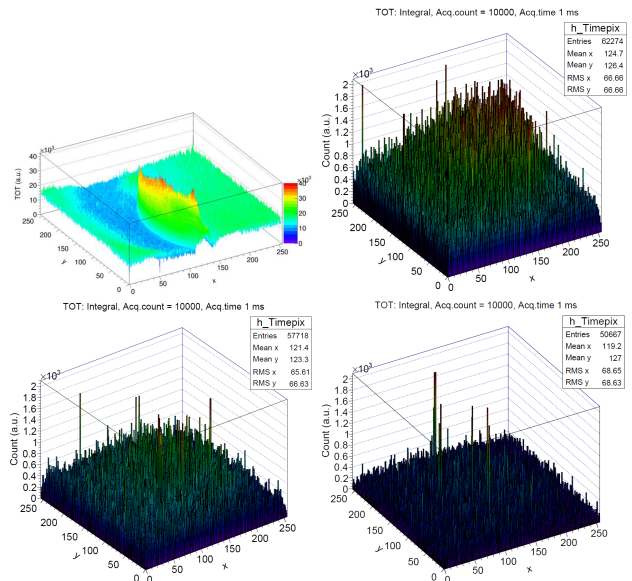 ×10³
40
30
20
10
0
TOT (a.u.)
250
200
150
100
50
0
y
0
50
100
150
200
250
x
×10³
40
30
20
10
0
TOT: Integral, Acq.count = 10000, Acq.time 1 ms
h_Timepix
Entries 62274
Mean x 124.7
Mean y 126.4
RMS x 66.66
RMS y 66.66
×10³
2
1.8
1.6
1.4
1.2
1
0.8
0.6
0.4
0.2
0
Count (a.u.)
250
200
150
100
50
0
y
0
50
100
150
200
250
x
TOT: Integral, Acq.count = 10000, Acq.time 1 ms
h_Timepix
Entries 57718
Mean x 121.4
Mean y 123.3
RMS x 65.61
RMS y 66.63
×10³
2
1.8
1.6
1.4
1.2
1
0.8
0.6
0.4
0.2
0
Count (a.u.)
250
200
150
100
50
0
y
0
50
100
150
200
250
x
TOT: Integral, Acq.count = 10000, Acq.time 1 ms
h_Timepix
Entries 50667
Mean x 119.2
Mean y 127
RMS x 68.65
RMS y 68.63
×10³
2
1.8
1.6
1.4
1.2
1
0.8
0.6
0.4
0.2
0
Count (a.u.)
250
200
150
100
50
0
y
0
50
100
150
200
250
x